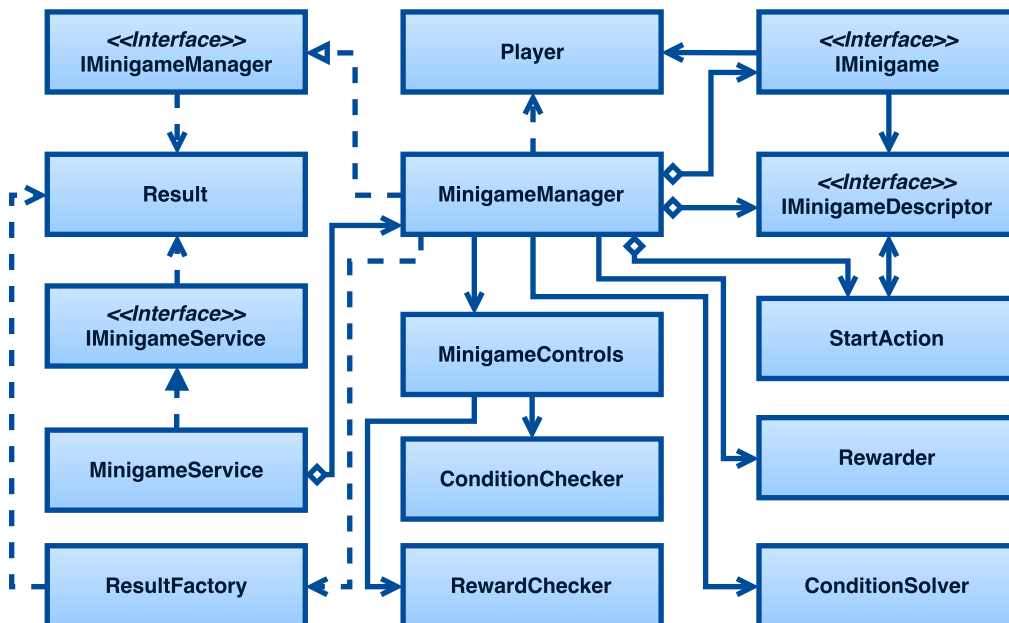 <<Interface>>
IMinigameManager
Player
<<Interface>>
IMinigame
Result
MinigameManager
<<Interface>>
IMinigameDescriptor
<<Interface>>
IMinigameService
MinigameControls
StartAction
MinigameService
ConditionChecker
Rewarder
ResultFactory
RewardChecker
ConditionSolver